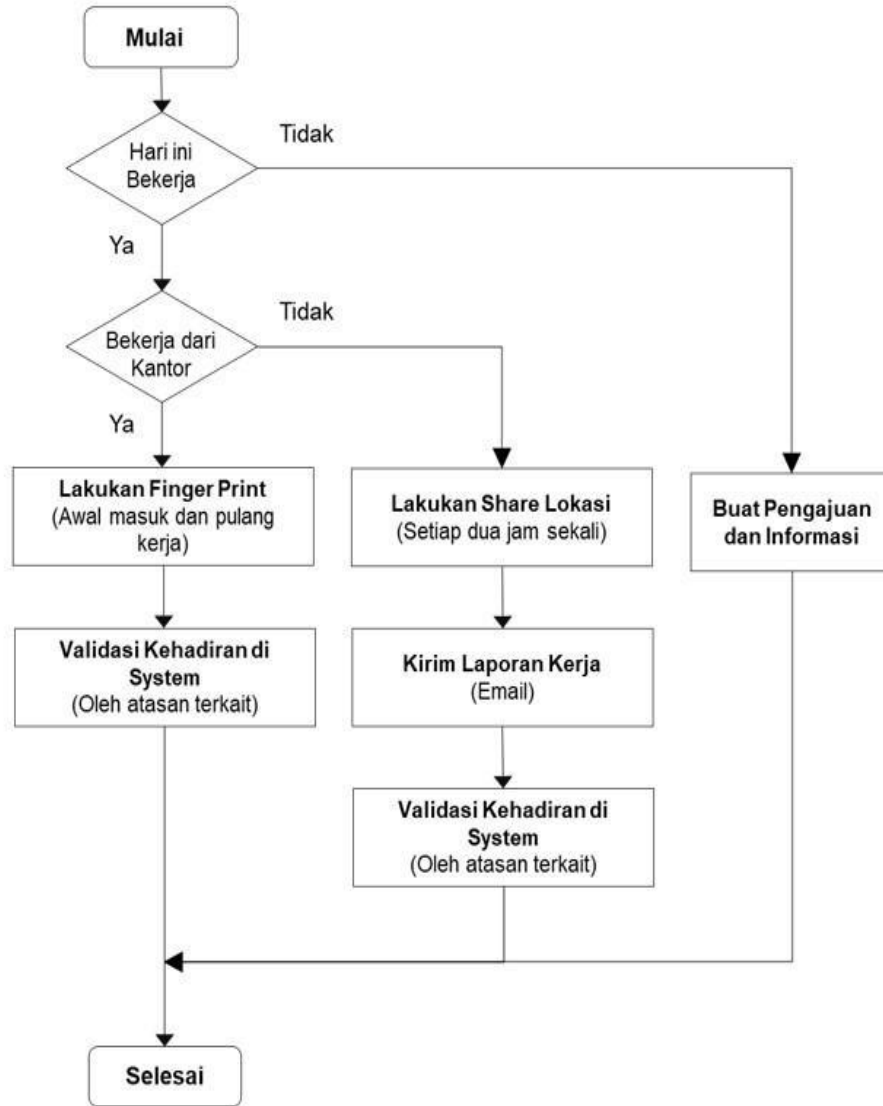 Mulai
Tidak
Hari ini
Bekerja
Ya
Tidak
Bekerja dari
Kantor
Ya
Lakukan Finger Print
(Awal masuk dan pulang
kerja)
Lakukan Share Lokasi
(Setiap dua jam sekali)
Buat Pengajuan
dan Informasi
Validasi Kehadiran di
System
(Oleh atasan terkait)
Kirim Laporan Kerja
(Email)
Validasi Kehadiran di
System
(Oleh atasan terkait)
Selesai